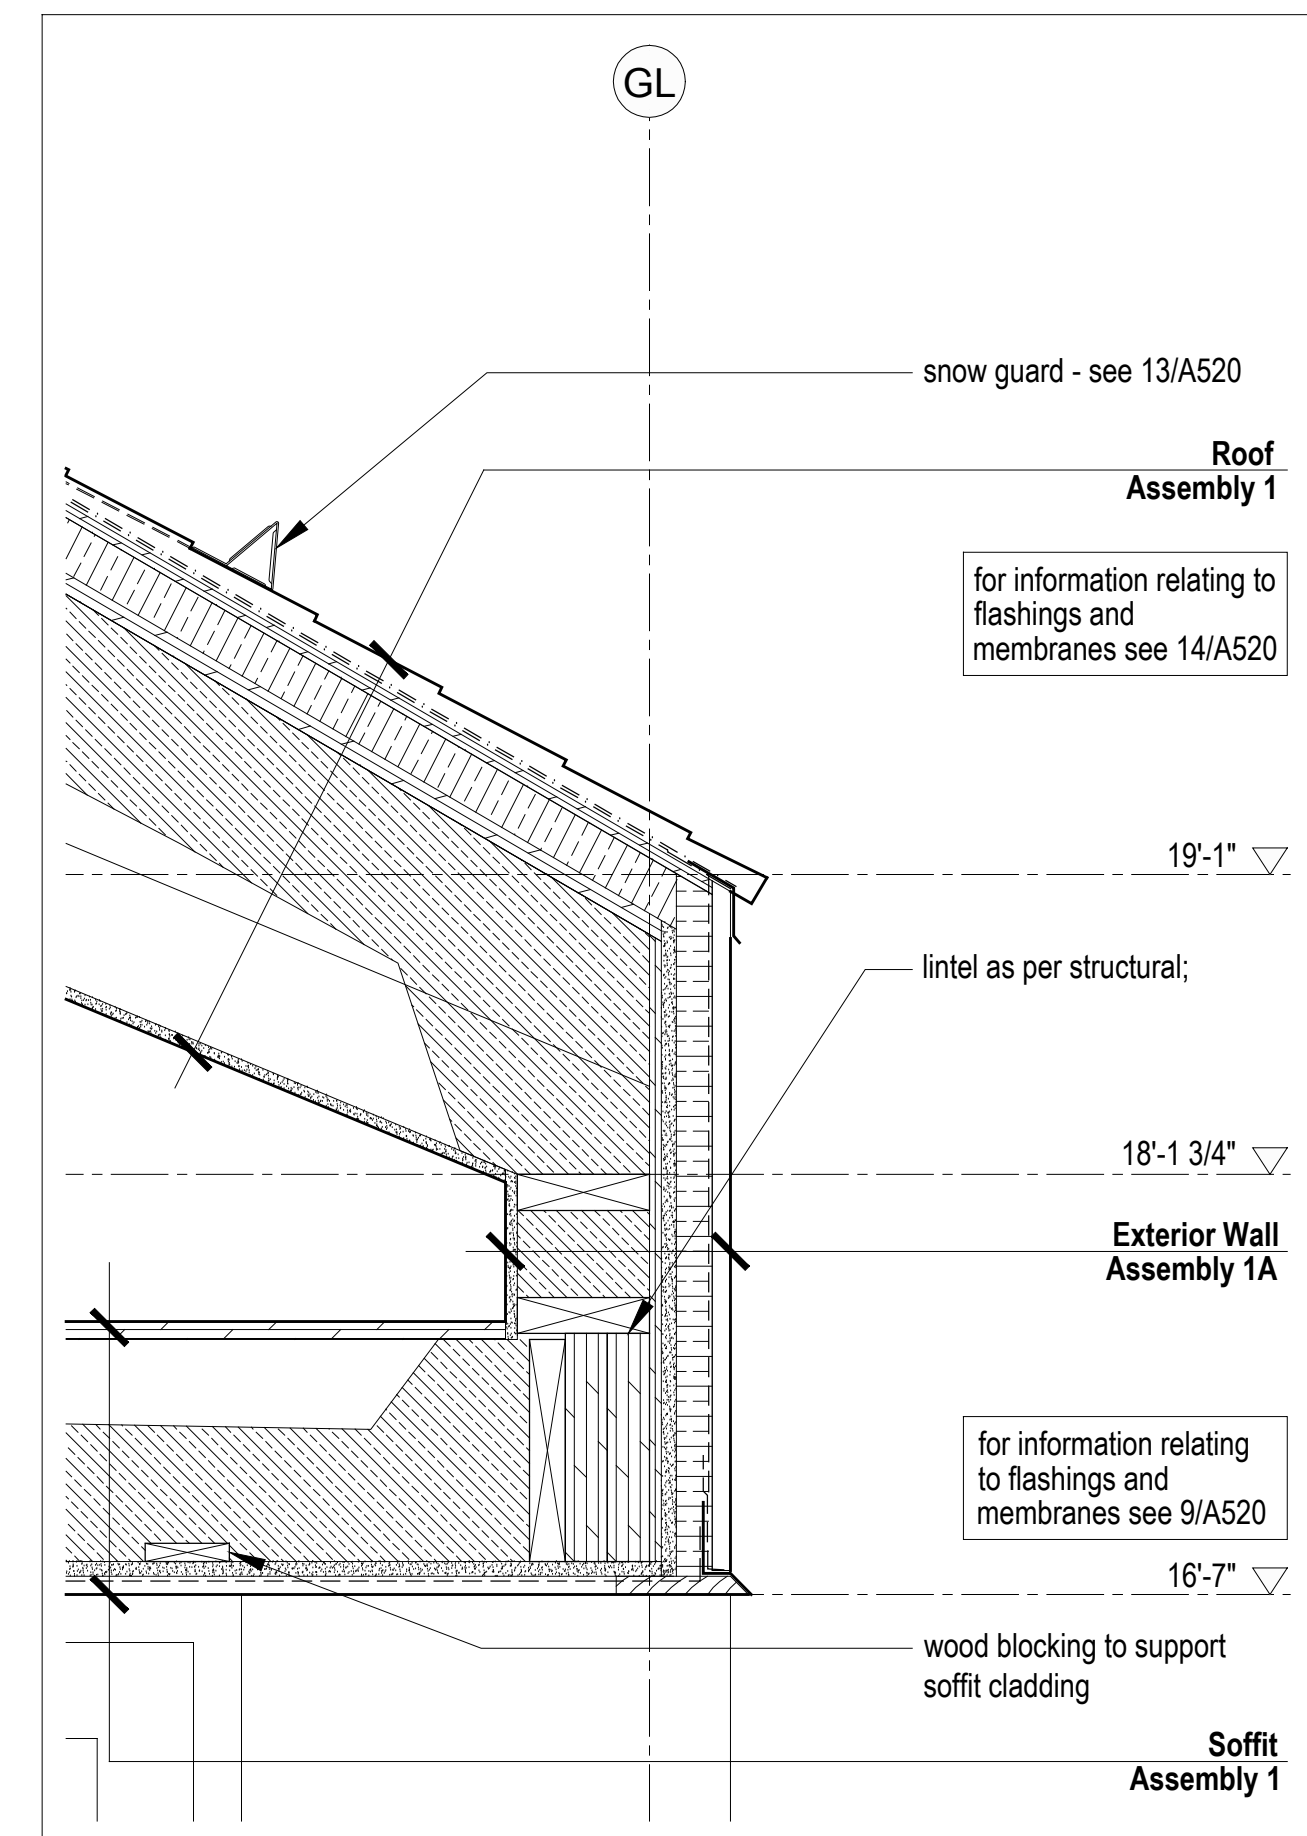 GL
snow guard - see 13/A520
Roof
Assembly 1
for information relating to
flashings and
membranes see 14/A520
19'-1"
lintel as per structural;
18'-1 3/4"
Exterior Wall
Assembly 1A
for information relating
to flashings and
membranes see 9/A520
16'-7"
wood blocking to support
soffit cladding
Soffit
Assembly 1